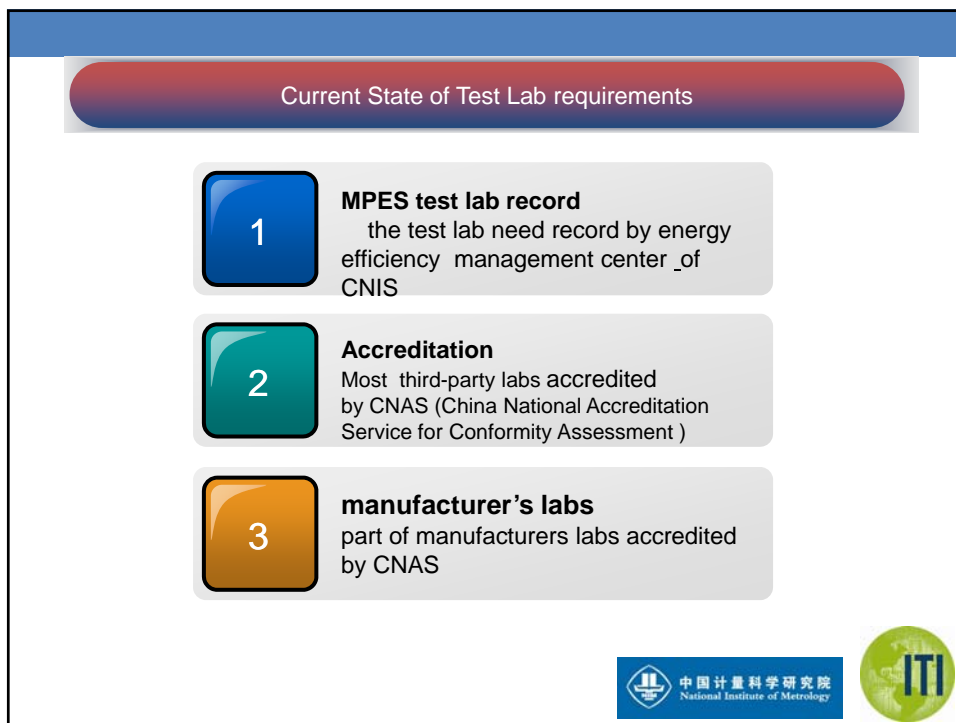 Current State of Test Lab requirements
1
MPES test lab record
the test lab need record by energy
efficiency management center _of
CNIS
2
Accreditation
Most third-party labs accredited
by CNAS (China National Accreditation
Service for Conformity Assessment )
3
manufacturer’s labs
part of manufacturers labs accredited
by CNAS
中国计量科学研究院
National Institute of Metrology
ITI